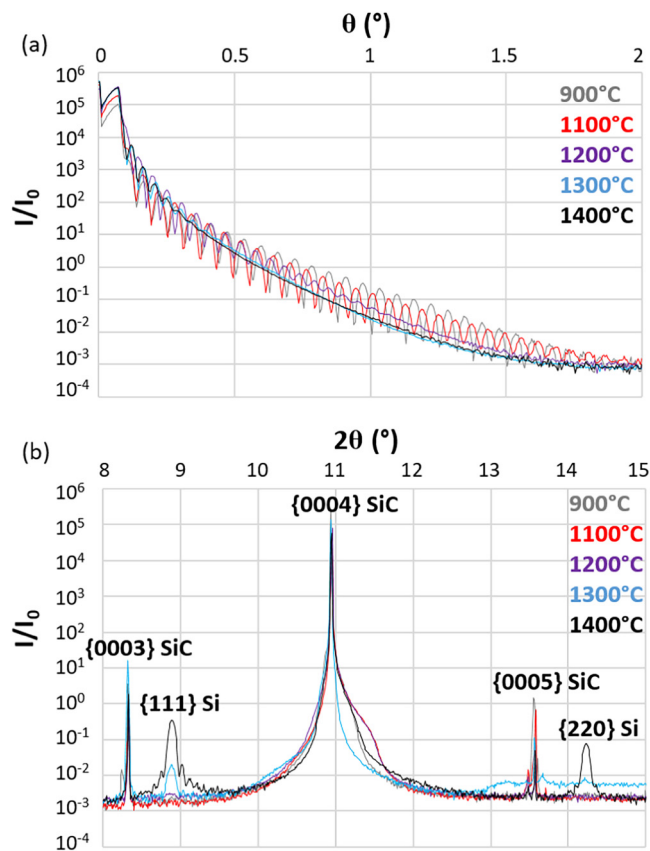 (a)
θ (°)
0 0.5 1 1.5 2
10^6
10^5
10^4
10^3
10^2
10^1
10^0
10^-1
10^-2
10^-3
10^-4
I/I₀
900°C
1100°C
1200°C
1300°C
1400°C
(b)
2θ (°)
8 9 10 11 12 13 14 15
10^6
10^5
10^4
10^3
10^2
10^1
10^0
10^-1
10^-2
10^-3
10^-4
I/I₀
{0004} SiC
900°C
1100°C
1200°C
1300°C
1400°C
{0003} SiC
{111} Si
{0005} SiC
{220} Si